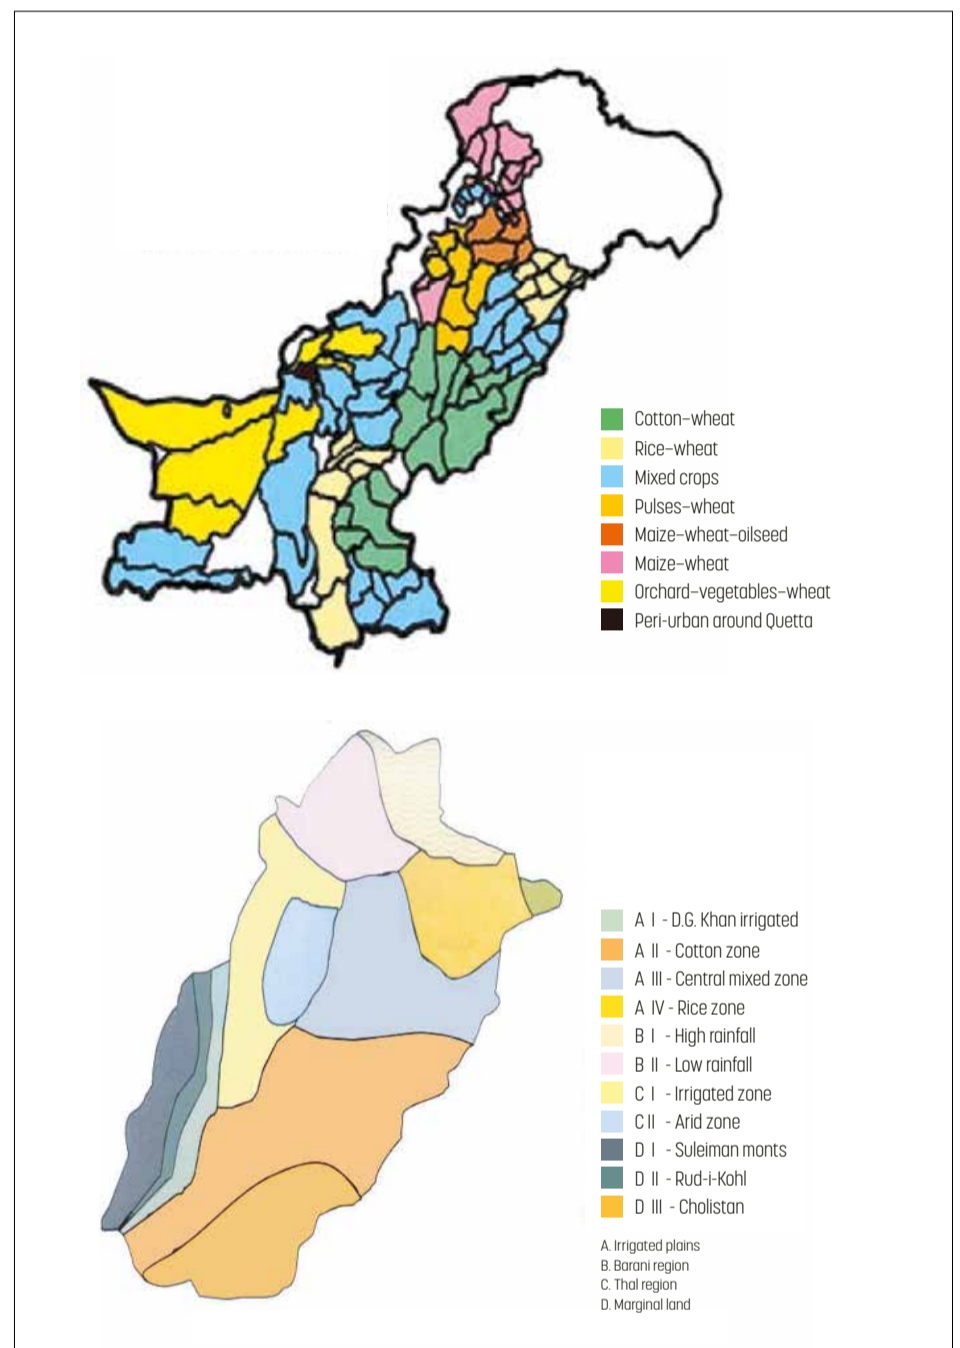 Cotton–wheat
Rice–wheat
Mixed crops
Pulses–wheat
Maize–wheat–oilseed
Maize–wheat
Orchard–vegetables–wheat
Peri-urban around Quetta
A I - D.G. Khan irrigated
A II - Cotton zone
A III - Central mixed zone
A IV - Rice zone
B I - High rainfall
B II - Low rainfall
C I - Irrigated zone
C II - Arid zone
D I - Suleiman monts
D II - Rud-i-Kohl
D III - Cholistan
A. Irrigated plains
B. Barani region
C. Thal region
D. Marginal land